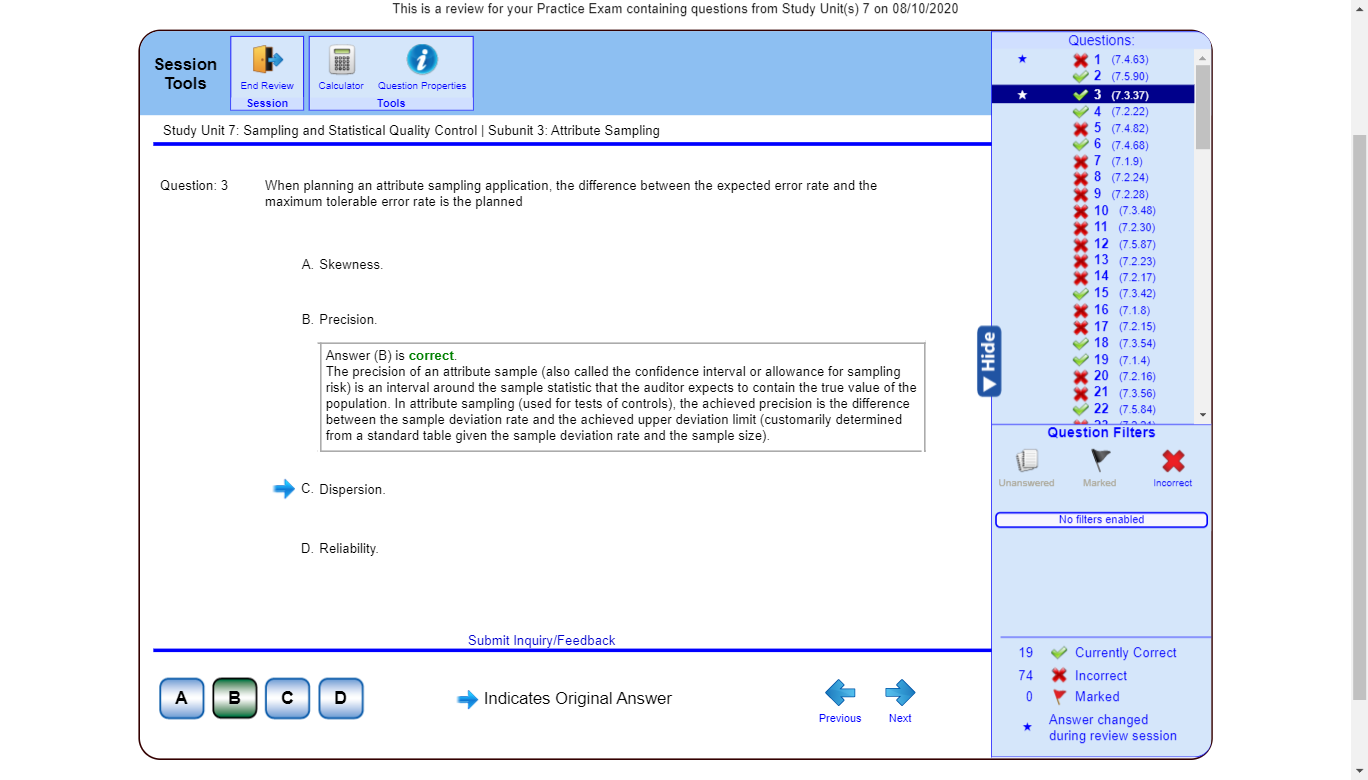 This is a review for your Practice Exam containing questions from Study Unit(s) 7 on 08/10/2020
Session
Tools
End Review
Session
Calculator
Question Properties
Tools
Study Unit 7: Sampling and Statistical Quality Control | Subunit 3: Attribute Sampling
Question: 3
When planning an attribute sampling application, the difference between the expected error rate and the
maximum tolerable error rate is the planned
A. Skewness.
B. Precision.
Answer (B) is correct.
The precision of an attribute sample (also called the confidence interval or allowance for sampling
risk) is an interval around the sample statistic that the auditor expects to contain the true value of the
population. In attribute sampling (used for tests of controls), the achieved precision is the difference
between the sample deviation rate and the achieved upper deviation limit (customarily determined
from a standard table given the sample deviation rate and the sample size).
C. Dispersion.
D. Reliability.
Submit Inquiry/Feedback
A
B
C
D
Indicates Original Answer
Previous
Next
Questions:
1 (7.4.63)
2 (7.5.90)
3 (7.3.37)
4 (7.2.22)
5 (7.4.82)
6 (7.4.68)
7 (7.1.9)
8 (7.2.24)
9 (7.2.28)
10 (7.3.48)
11 (7.2.30)
12 (7.5.87)
13 (7.2.23)
14 (7.2.17)
15 (7.3.42)
16 (7.1.8)
17 (7.2.15)
18 (7.3.54)
19 (7.1.4)
20 (7.2.16)
21 (7.3.56)
22 (7.5.84)
Hide
Question Filters
Unanswered
Marked
Incorrect
No filters enabled
19 Currently Correct
74 Incorrect
0 Marked
Answer changed
during review session